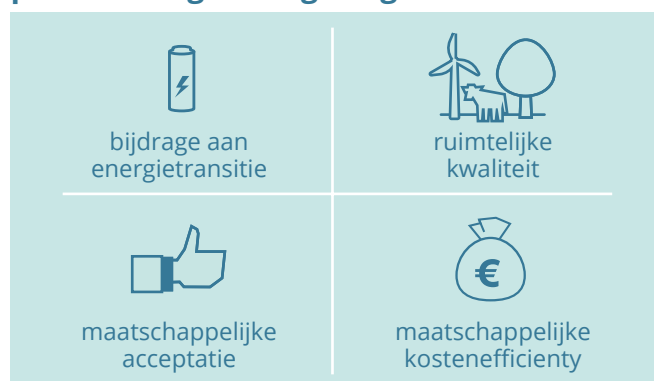 bijdrage aan
energietransitie
ruimtelijke
kwaliteit
€
maatschappelijke
acceptatie
maatschappelijke
kostenefficienty